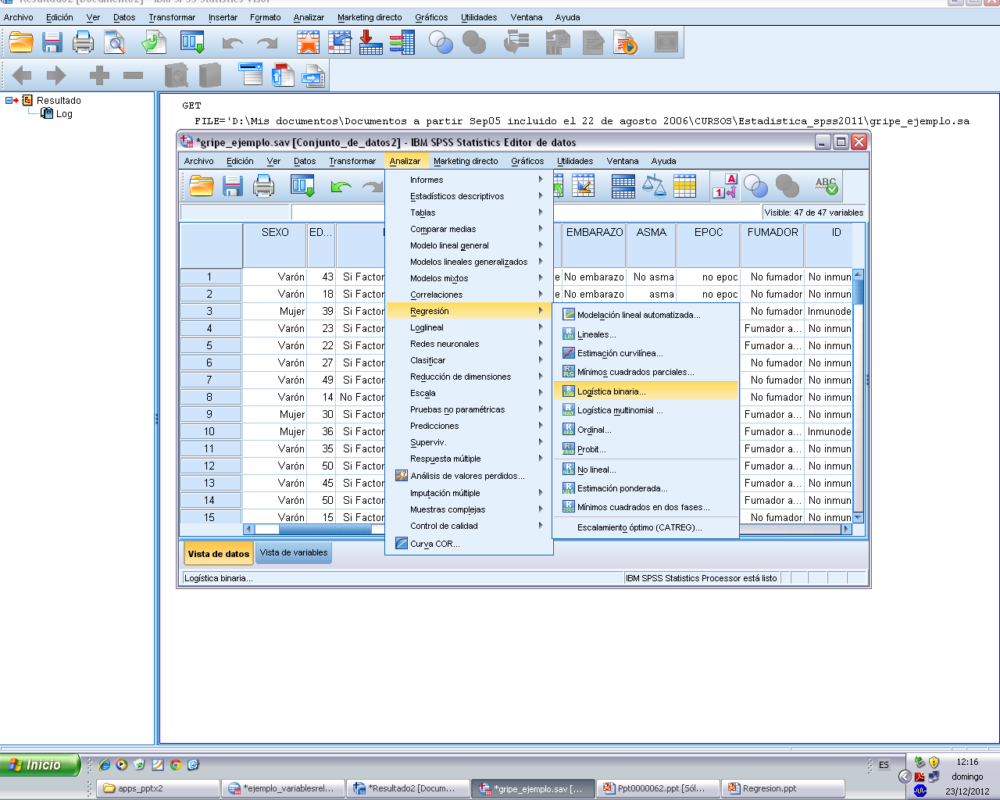 Resultado2 [Documento2] - IBM SPSS Statistics Visor
Archivo Edición Ver Datos Transformar Insertar Formato Analizar Marketing directo Gráficos Utilidades Ventana Ayuda
Resultado
Log
GET
FILE='D:\Mis documentos\Documentos a partir Sep05 incluido el 22 de agosto 2006\CURSOS\Estadistica_spss2011\gripe_ejemplo.sa
*gripe_ejemplo.sav [Conjunto_de_datos2] - IBM SPSS Statistics Editor de datos
Archivo Edición Ver Datos Transformar Analizar Marketing directo Gráficos Utilidades Ventana Ayuda
Visible: 47 de 47 variables
SEXO ED... EMBARAZO ASMA EPOC FUMADOR ID
1 Varón 43 Si Factor e No embarazo No asma no epoc No fumador No inmun
2 Varón 18 Si Factor e No embarazo asma no epoc No fumador No inmun
3 Mujer 39 Si Factor No fumador Inmunode
4 Varón 23 Si Factor Fumador a... No inmun
5 Varón 22 Si Factor Fumador a... No inmun
6 Varón 27 Si Factor No fumador No inmun
7 Varón 49 Si Factor No fumador No inmun
8 Varón 14 No Factor No fumador No inmun
9 Mujer 30 Si Factor Fumador a... No inmun
10 Mujer 36 Si Factor Fumador a... Inmunode
11 Varón 35 Si Factor Fumador a... No inmun
12 Varón 50 Si Factor Fumador a... No inmun
13 Varón 45 Si Factor Fumador a... No inmun
14 Varón 50 Si Factor Fumador a... No inmun
15 Varón 15 Si Factor No fumador No inmun
Informes
Estadísticos descriptivos
Tablas
Comparar medias
Modelo lineal general
Modelos lineales generalizados
Modelos mixtos
Correlaciones
Regresión
Loglineal
Redes neuronales
Clasificar
Reducción de dimensiones
Escala
Pruebas no paramétricas
Predicciones
Superviv.
Respuesta múltiple
Análisis de valores perdidos...
Imputación múltiple
Muestras complejas
Control de calidad
Curva COR...
Modelación lineal automatizada...
Lineales...
Estimación curvilínea...
Mínimos cuadrados parciales...
Logística binaria...
Logística multinomial ...
Ordinal...
Probit...
No lineal...
Estimación ponderada...
Mínimos cuadrados en dos fases...
Escalamiento óptimo (CATREG)...
Vista de datos Vista de variables
Logística binaria... IBM SPSS Statistics Processor está listo
Inicio
ES
12:16
domingo
23/12/2012
apps_pptx2
*ejemplo_variablesrel...
*Resultado2 [Docum...
*gripe_ejemplo.sav [...
Ppt0000062.ppt [Sól...
Regresion.ppt